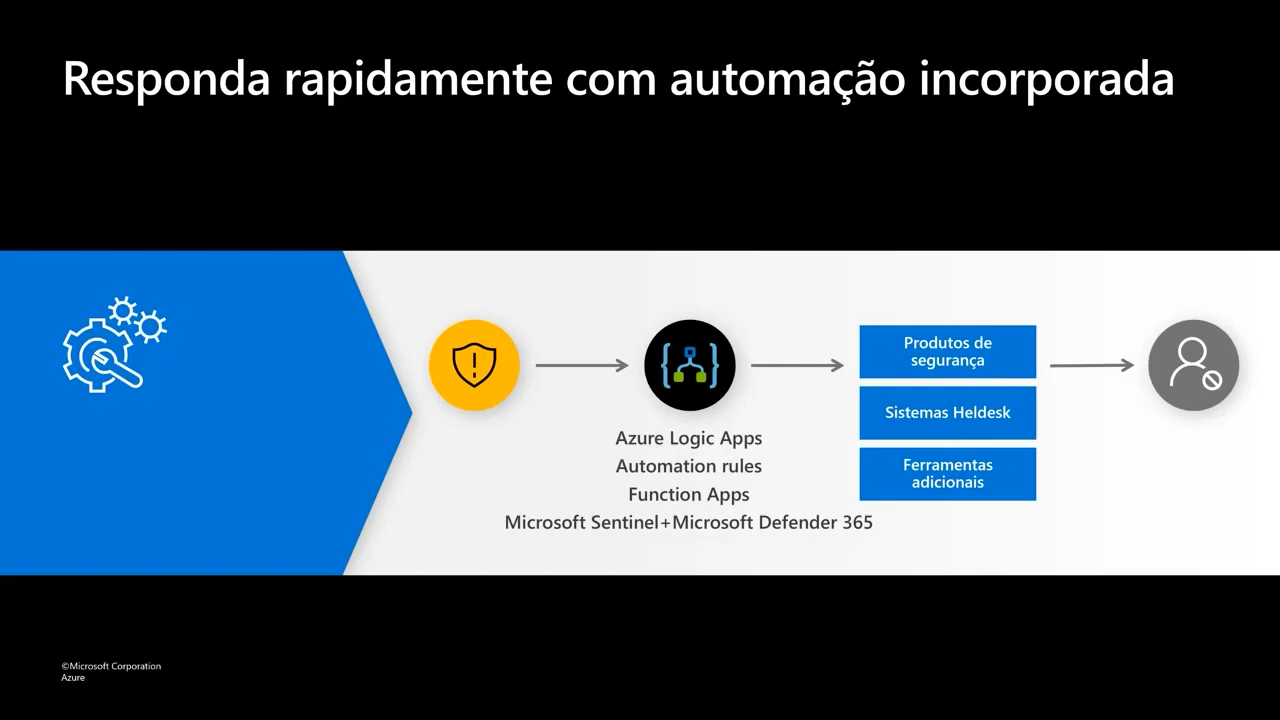 Responda rapidamente com automação incorporada
Azure Logic Apps
Automation rules
Function Apps
Microsoft Sentinel+Microsoft Defender 365
Produtos de
segurança
Sistemas Heldesk
Ferramentas
adicionais
©Microsoft Corporation
Azure